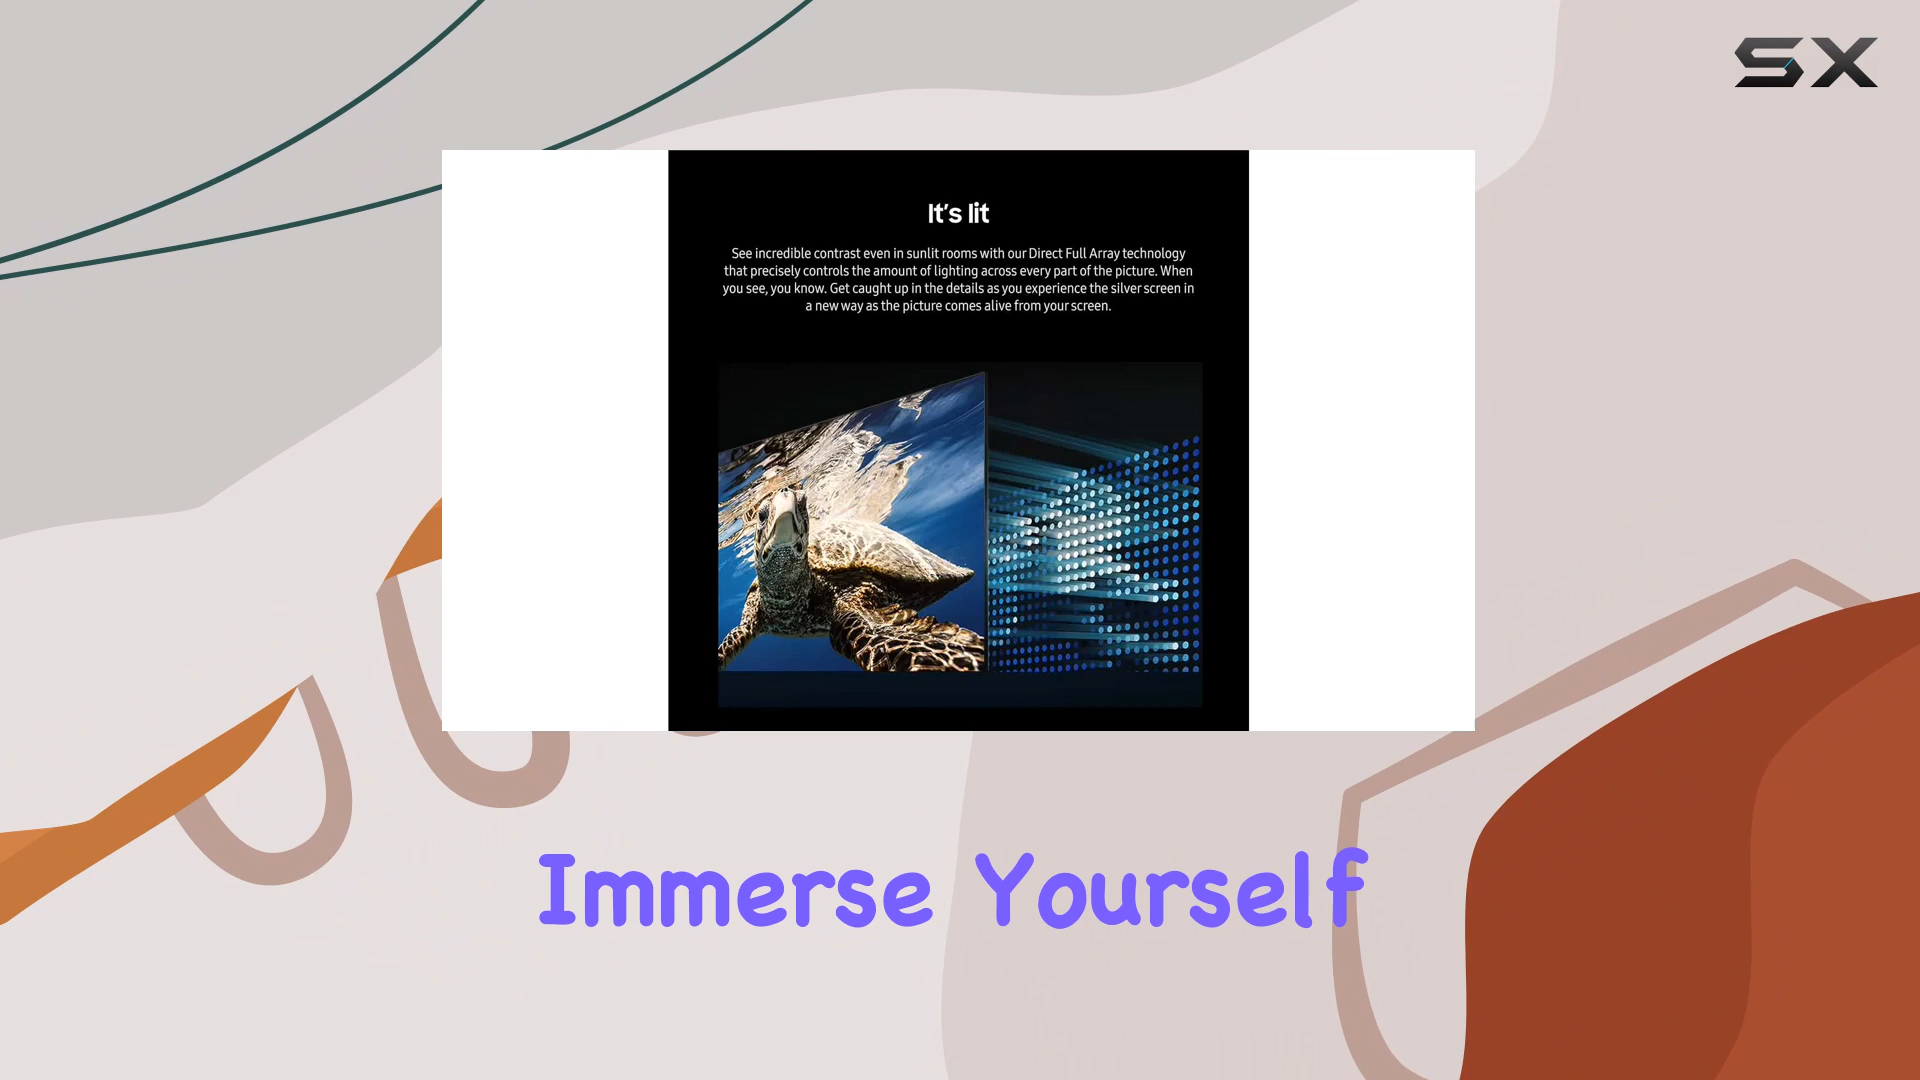 SX
It's lit
See incredible contrast even in sunlit rooms with our Direct Full Array technology
that precisely controls the amount of lighting across every part of the picture. When
you see, you know. Get caught up in the details as you experience the silver screen in
a new way as the picture comes alive from your screen.
Immerse Yourself